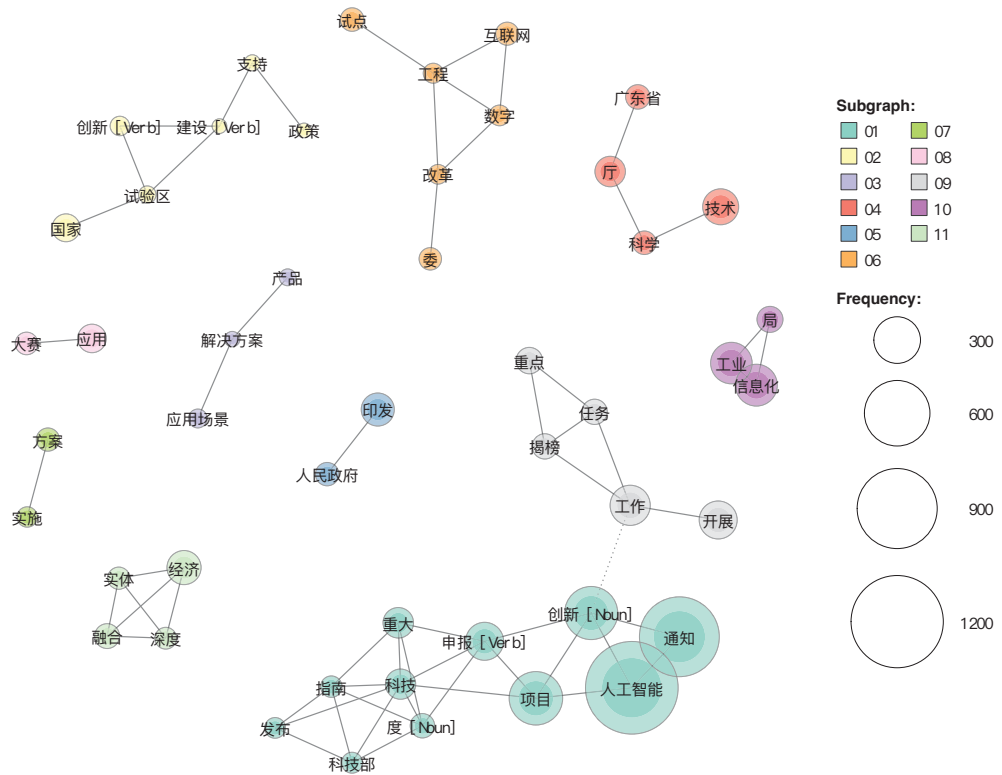 试点
互联网
支持
工程
广东省
数字
创新［Verb］
建设［Verb］
政策
厅
改革
试验区
技术
国家
科学
委
产品
局
解决方案
应用
大赛
重点
工业
信息化
印发
任务
应用场景
方案
揭榜
人民政府
工作
实施
开展
经济
实体
创新［Noun］
重大
融合
深度
通知
申报［Verb］
科技
指南
人工智能
项目
发布
度［Noun］
科技部
Subgraph:
01
07
02
08
03
09
04
10
05
11
06
Frequency:
300
600
900
1200